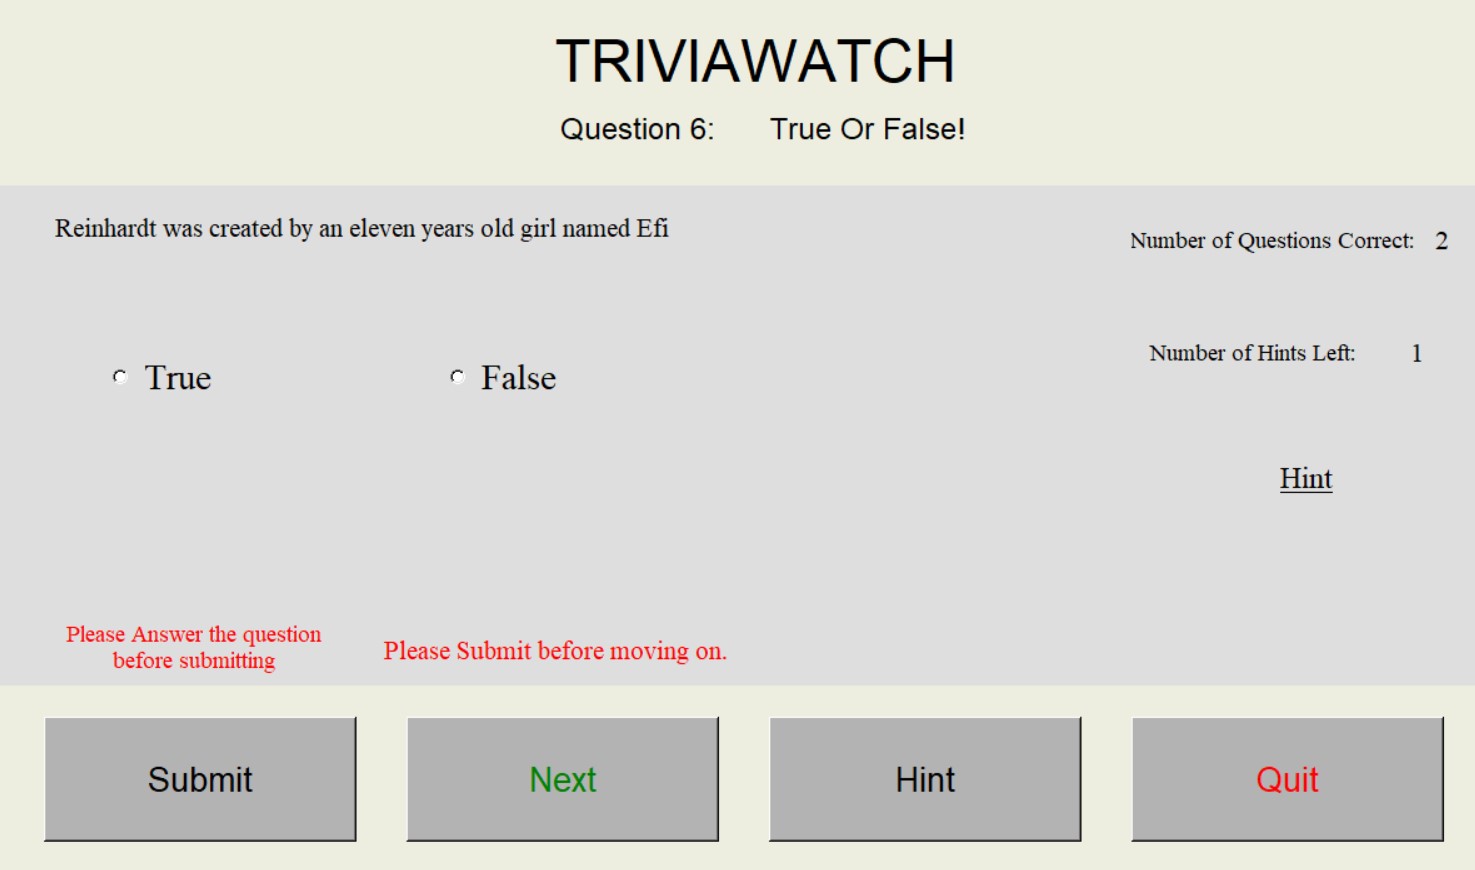 TRIVIAWATCH
Question 6: True Or False!
Reinhardt was created by an eleven years old girl named Efi
Number of Questions Correct: 2
Number of Hints Left: 1
True False
Hint
Please Answer the question
before submitting
Please Submit before moving on.
Submit Next Hint Quit